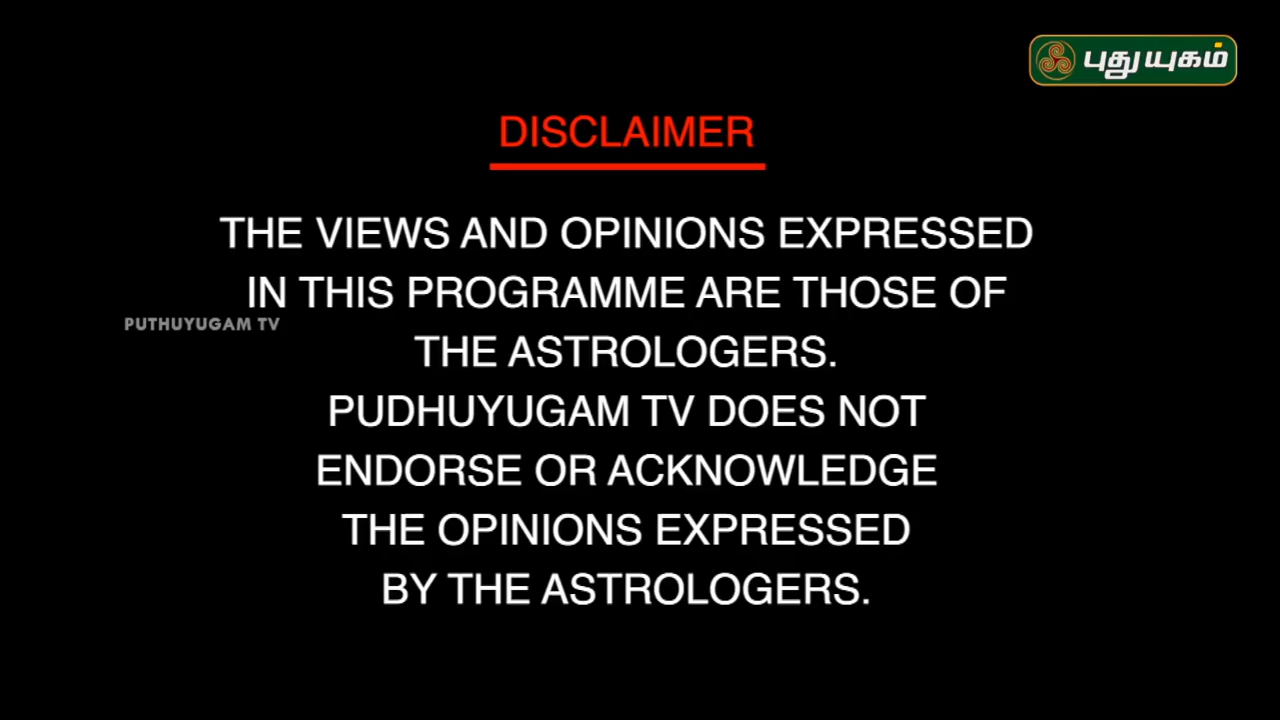 புதுயுகம்
DISCLAIMER
THE VIEWS AND OPINIONS EXPRESSED
IN THIS PROGRAMME ARE THOSE OF
PUTHUYUGAM TV
THE ASTROLOGERS.
PUDHUYUGAM TV DOES NOT
ENDORSE OR ACKNOWLEDGE
THE OPINIONS EXPRESSED
BY THE ASTROLOGERS.